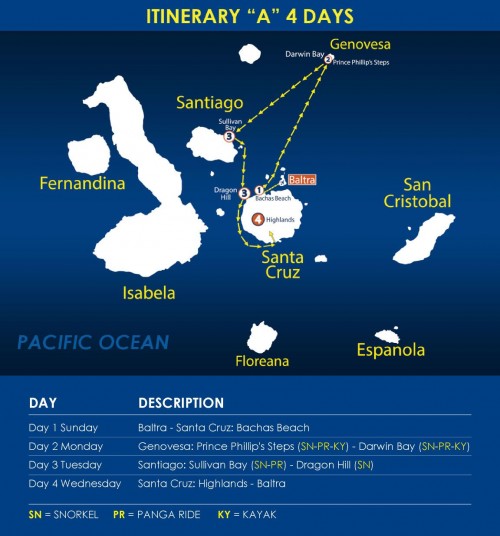 ITINERARY “A” 4 DAYS
Genovesa
Darwin Bay
2
Prince Phillip's Steps
Santiago
Sullivan
Bay
3
Fernandina
Dragon
Hill
3
1
Baltra
Bachas Beach
San
Cristobal
4
Highlands
Santa
Cruz
Isabela
PACIFIC OCEAN
Floreana
Espanola
DAY DESCRIPTION
Day 1 Sunday Baltra - Santa Cruz: Bachas Beach
Day 2 Monday Genovesa: Prince Phillip's Steps (SN-PR-KY) - Darwin Bay (SN-PR-KY)
Day 3 Tuesday Santiago: Sullivan Bay (SN-PR) - Dragon Hill (SN)
Day 4 Wednesday Santa Cruz: Highlands - Baltra
SN = SNORKEL PR = PANGA RIDE KY = KAYAK